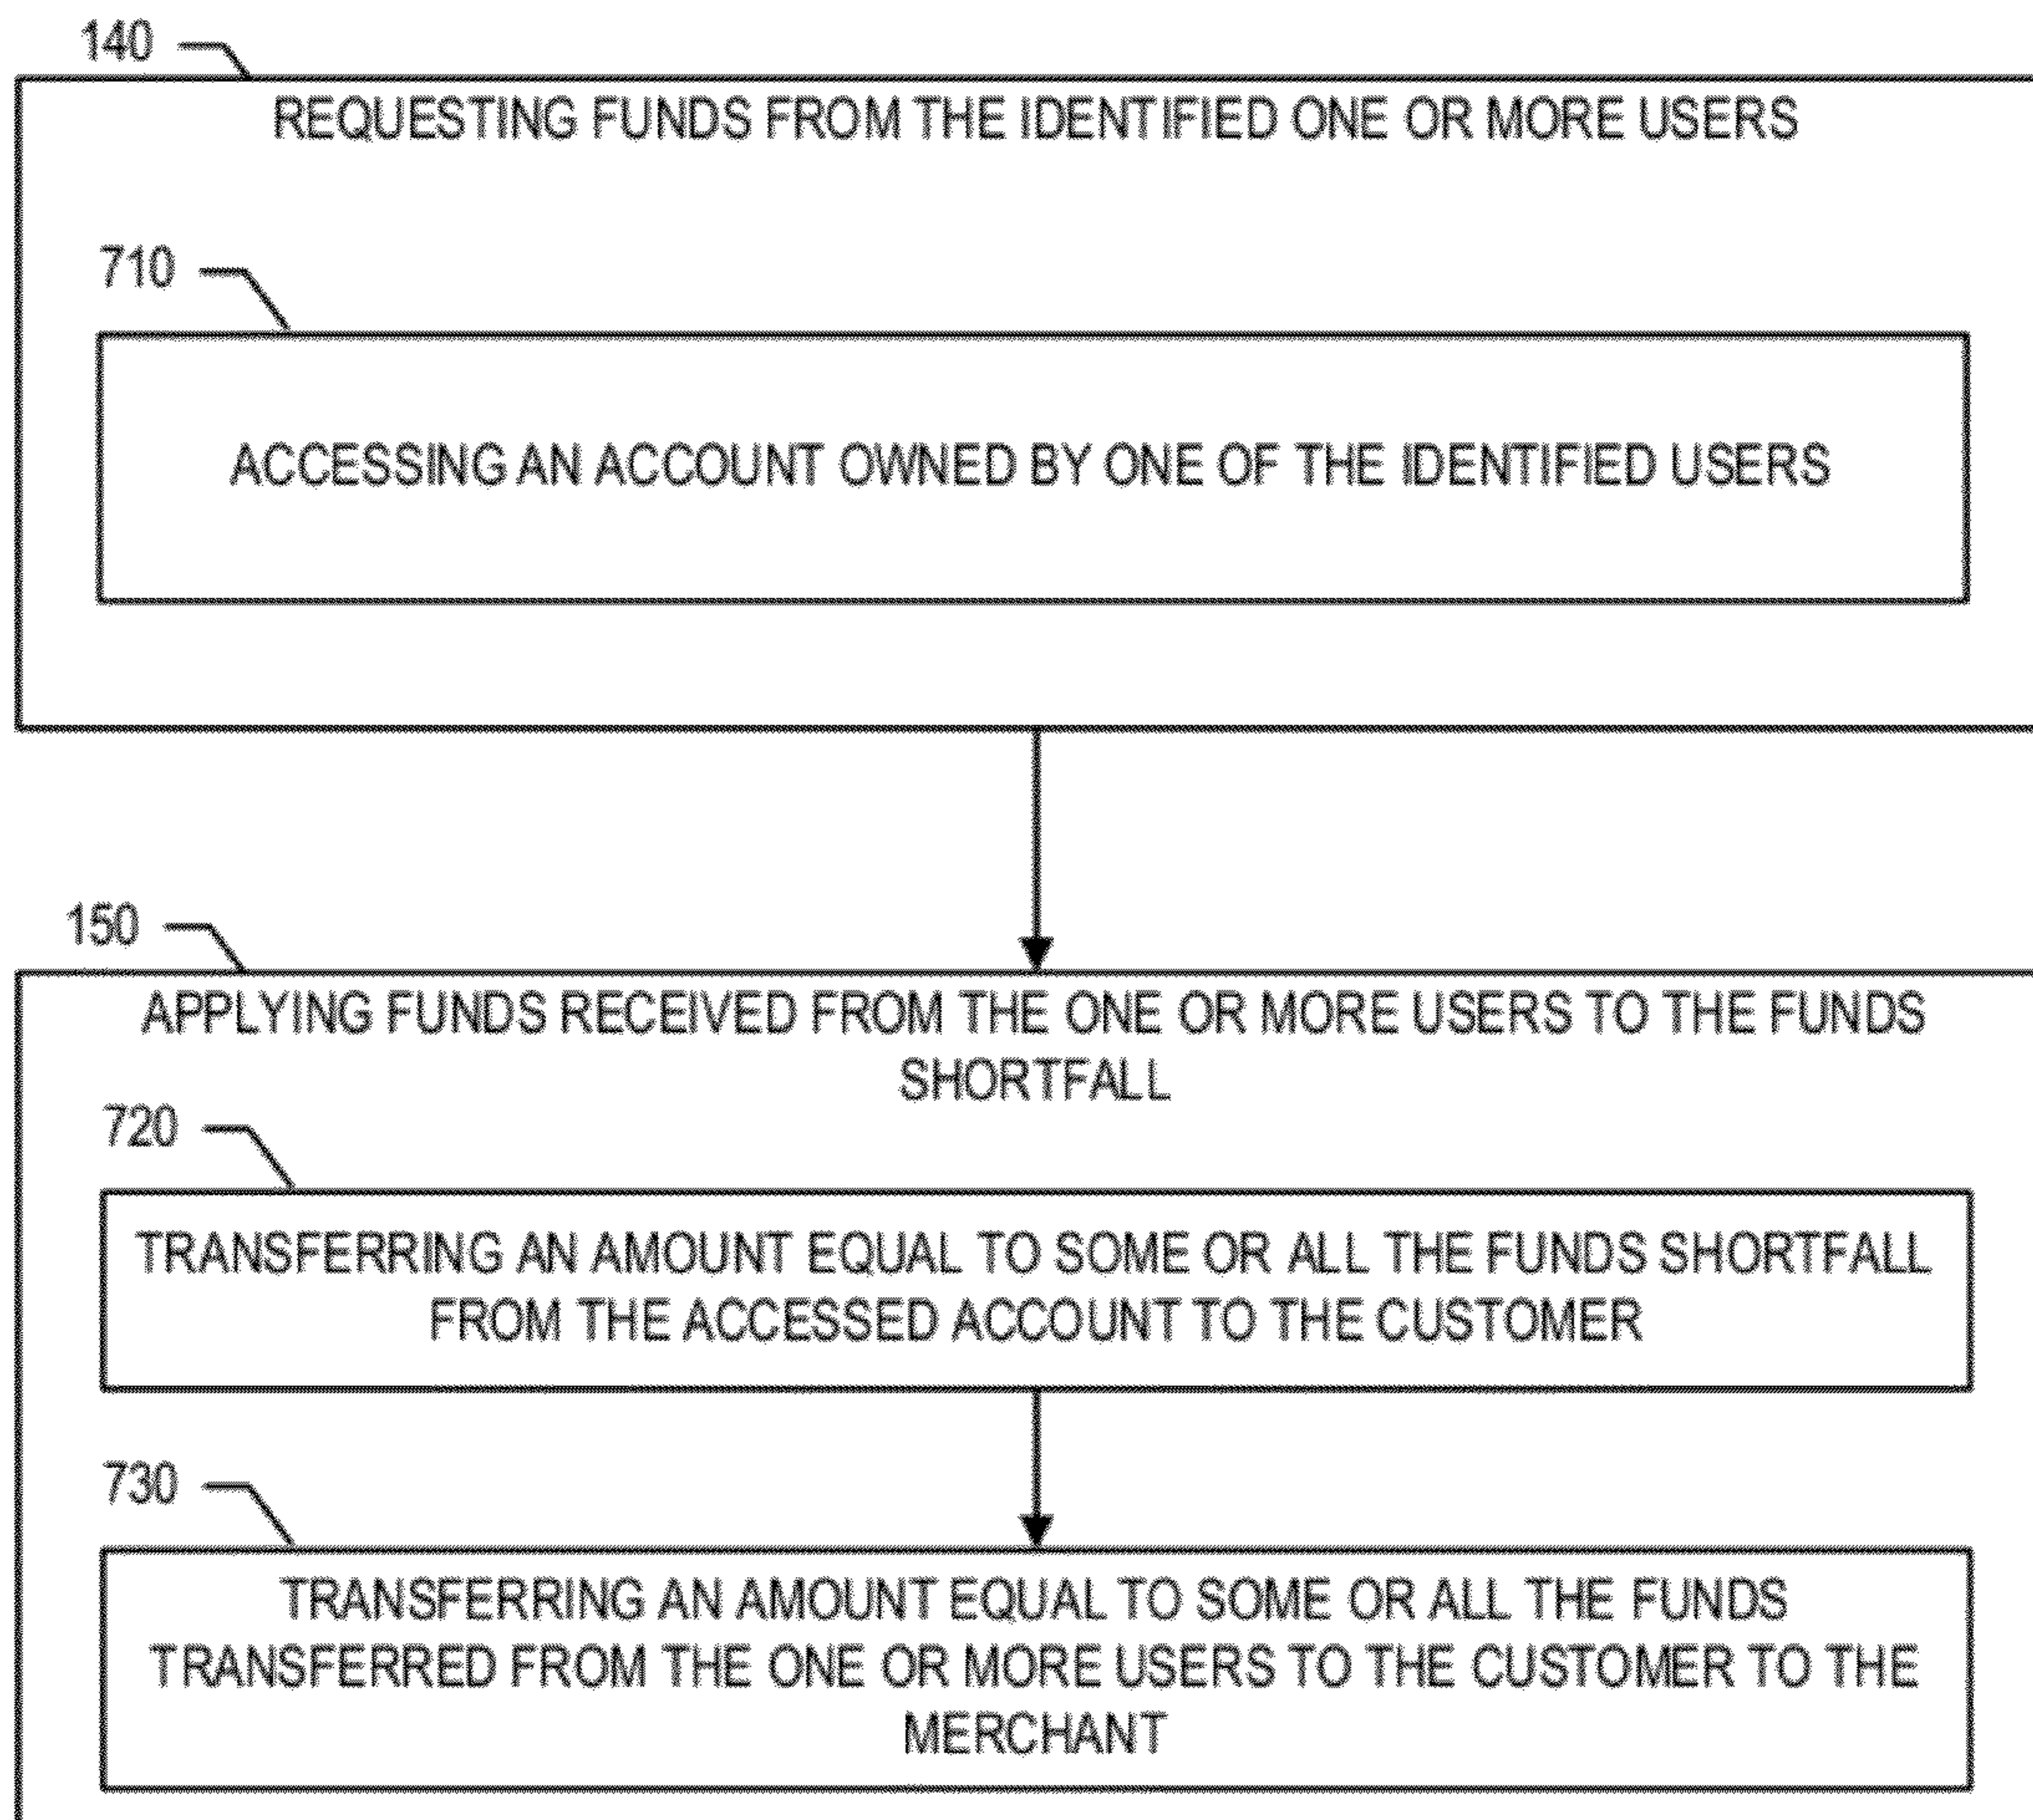 140
REQUESTING FUNDS FROM THE IDENTIFIED ONE OR MORE USERS
710
ACCESSING AN ACCOUNT OWNED BY ONE OF THE IDENTIFIED USERS
150
APPLYING FUNDS RECEIVED FROM THE ONE OR MORE USERS TO THE FUNDS
SHORTFALL
720
TRANSFERRING AN AMOUNT EQUAL TO SOME OR ALL THE FUNDS SHORTFALL
FROM THE ACCESSED ACCOUNT TO THE CUSTOMER
730
TRANSFERRING AN AMOUNT EQUAL TO SOME OR ALL THE FUNDS
TRANSFERRED FROM THE ONE OR MORE USERS TO THE CUSTOMER TO THE
MERCHANT